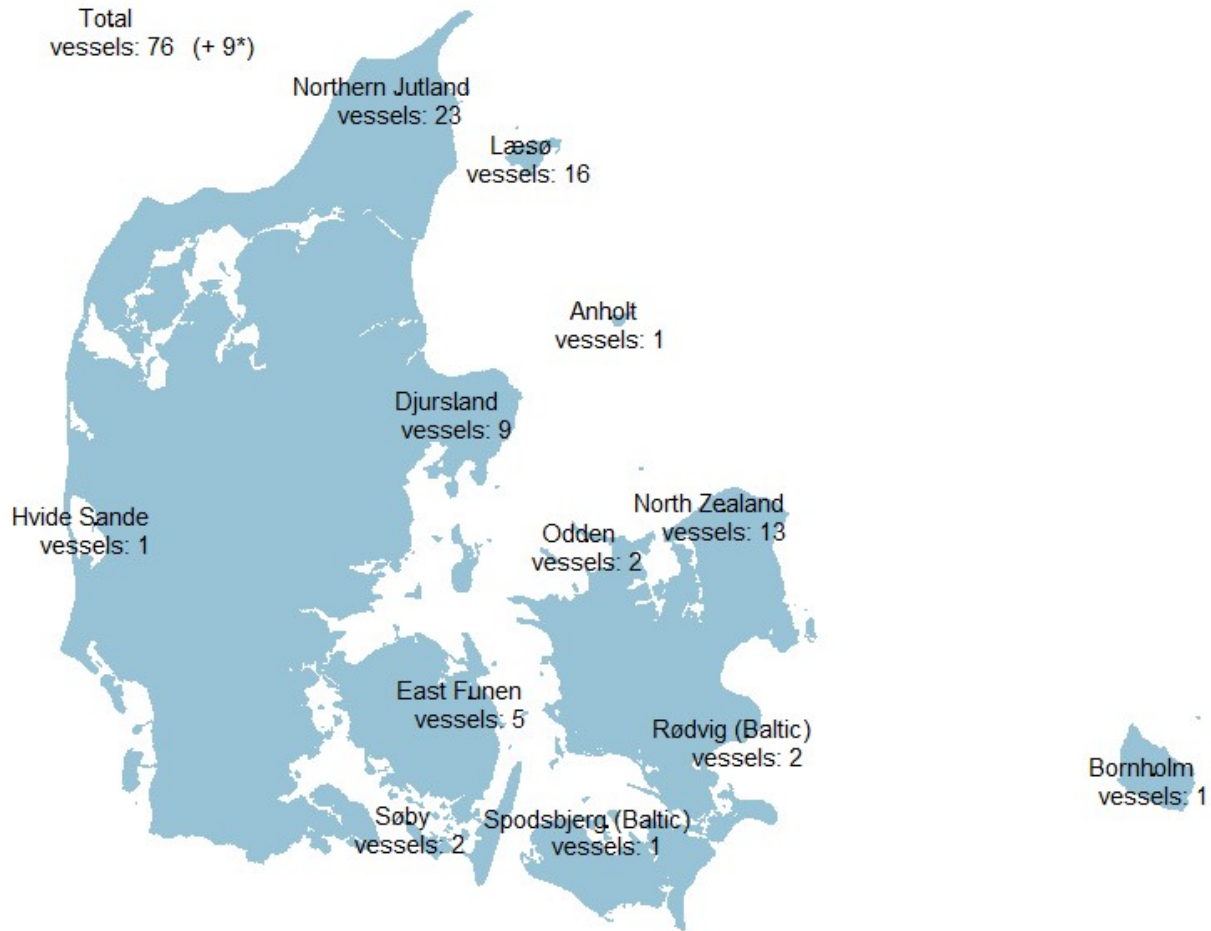 Total
vessels: 76 (+ 9*)
Northern Jutland
vessels: 23
Læsø
vessels: 16
Anholt
vessels: 1
Djursland
vessels: 9
Hvide Sande
vessels: 1
North Zealand
vessels: 13
Odden
vessels: 2
East Funen
vessels: 5
Rødvig (Baltic)
vessels: 2
Bornholm
vessels: 1
Søby
vessels: 2
Spodsbjerg (Baltic)
vessels: 1